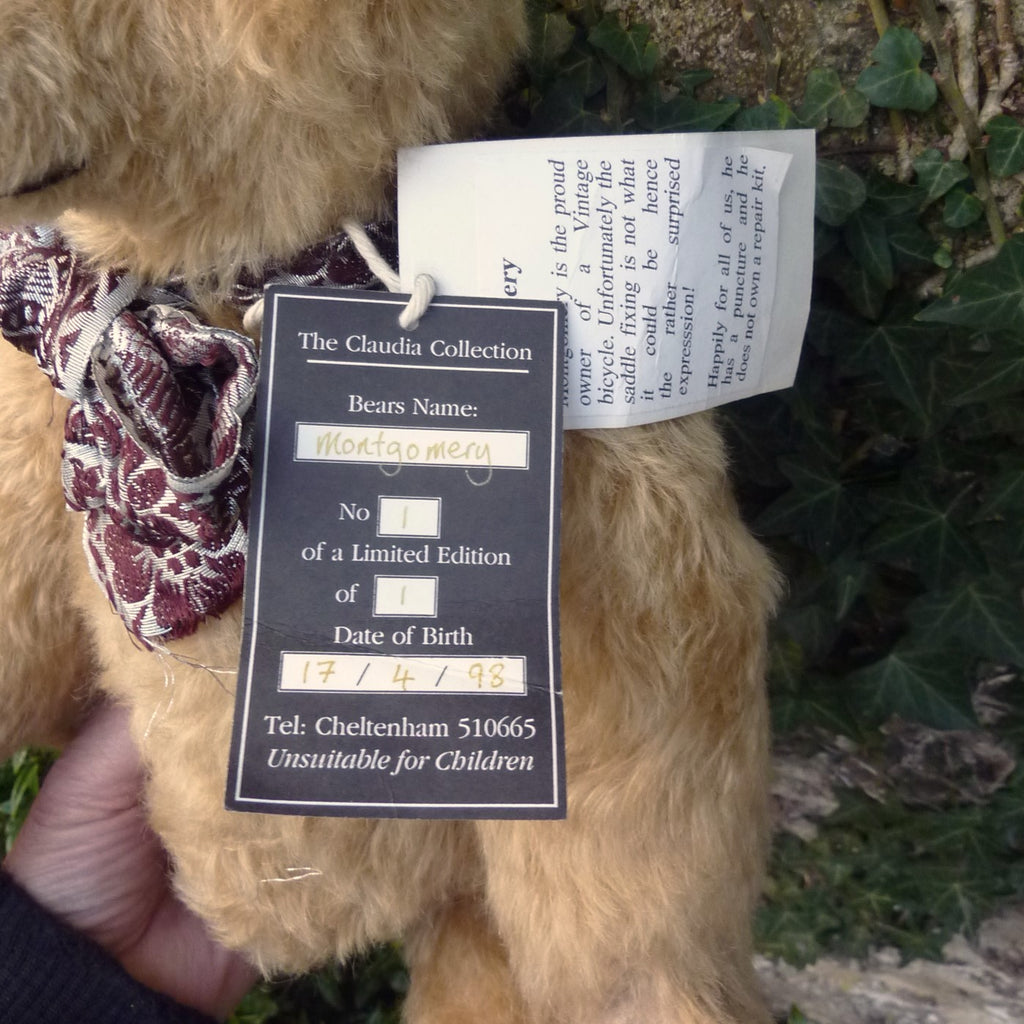 The Claudia Collection
Bears Name:
Montgomery
No 1
of a Limited Edition
of 1
Date of Birth
17 / 4 / 98
Tel: Cheltenham 510665
Unsuitable for Children
ery
is the proud
owner of a Vintage
bicycle. Unfortunately the
saddle fixing is not what
it could be hence
the rather surprised
expression!
Happily for all of us, he
has a puncture and he
does not own a repair kit.